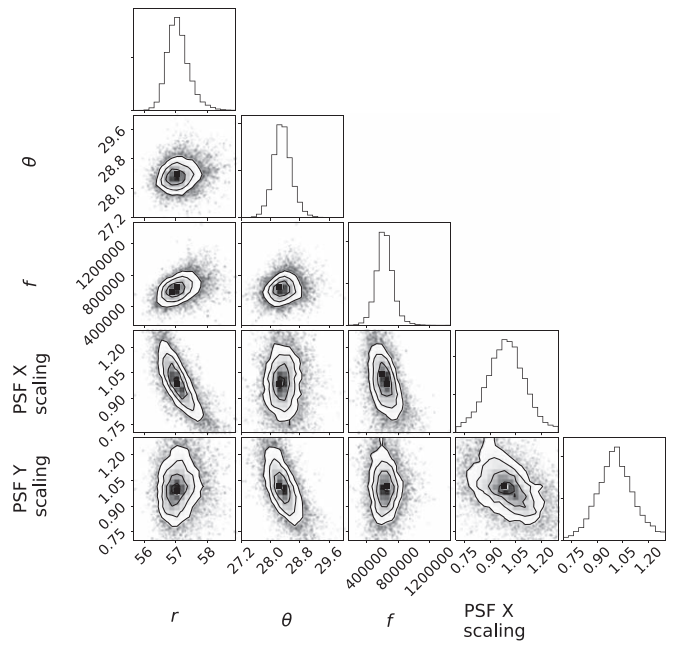 29.6
28.8
θ
28.0
27.2
1200000
f
800000
400000
1.20
PSF X
scaling
1.05
0.90
0.75
1.20
PSF Y
scaling
1.05
0.90
0.75
56 57 58 27.2 28.0 28.8 29.6 400000 800000 1200000 0.75 0.90 1.05 1.20 0.75 0.90 1.05 1.20
r θ f PSF X
scaling